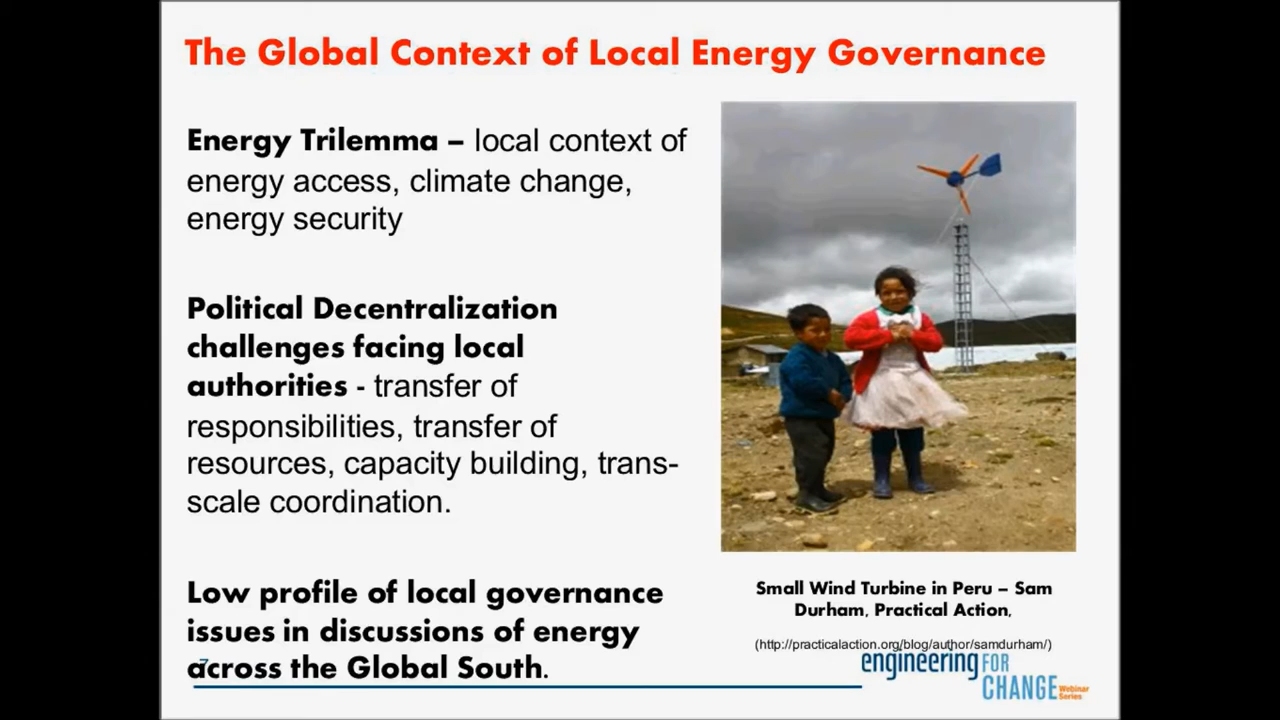 The Global Context of Local Energy Governance
Energy Trilemma – local context of
energy access, climate change,
energy security
Political Decentralization
challenges facing local
authorities - transfer of
responsibilities, transfer of
resources, capacity building, trans-
scale coordination.
Low profile of local governance
issues in discussions of energy
across the Global South.
7
Small Wind Turbine in Peru – Sam
Durham, Practical Action,
(http://practicalaction.org/blog/author/samdurham/)
engineering FOR
CHANGE Webinar
Series